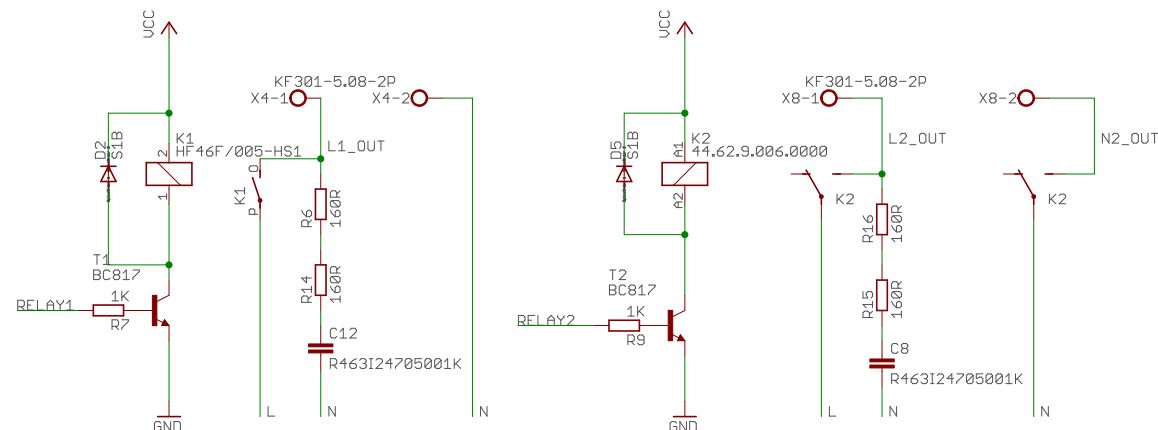 VCC
KF301-5.08-2P
X4-1
X4-2
D2
S1B
K1
HF46F/005-HS1
2
1
L1_OUT
K1
O
P
R6
160R
R14
160R
T1
BC817
RELAY1
1K
R7
C12
R463I24705001K
L
N
N
GND
VCC
KF301-5.08-2P
X8-1
X8-2
D5
S1B
K2
44.62.9.006.0000
A1
A2
L2_OUT
N2_OUT
K2
K2
R16
160R
R15
160R
T2
BC817
RELAY2
1K
R9
C8
R463I24705001K
L
N
N
GND